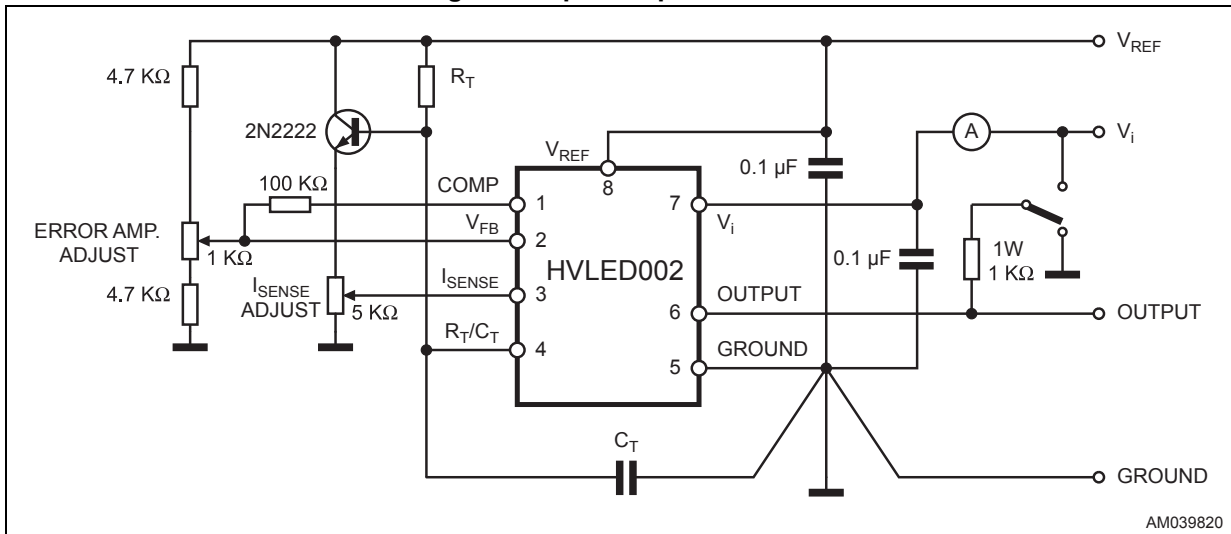 V_REF
4.7 KΩ
R_T
2N2222
A
V_i
V_REF
8
0.1 µF
100 KΩ
COMP
1
7
V_i
ERROR AMP.
ADJUST
1 KΩ
V_FB
2
HVLED002
0.1 µF
1W
1 KΩ
4.7 KΩ
I_SENSE
ADJUST
5 KΩ
I_SENSE
3
OUTPUT
6
OUTPUT
R_T/C_T
4
GROUND
5
C_T
GROUND
AM039820